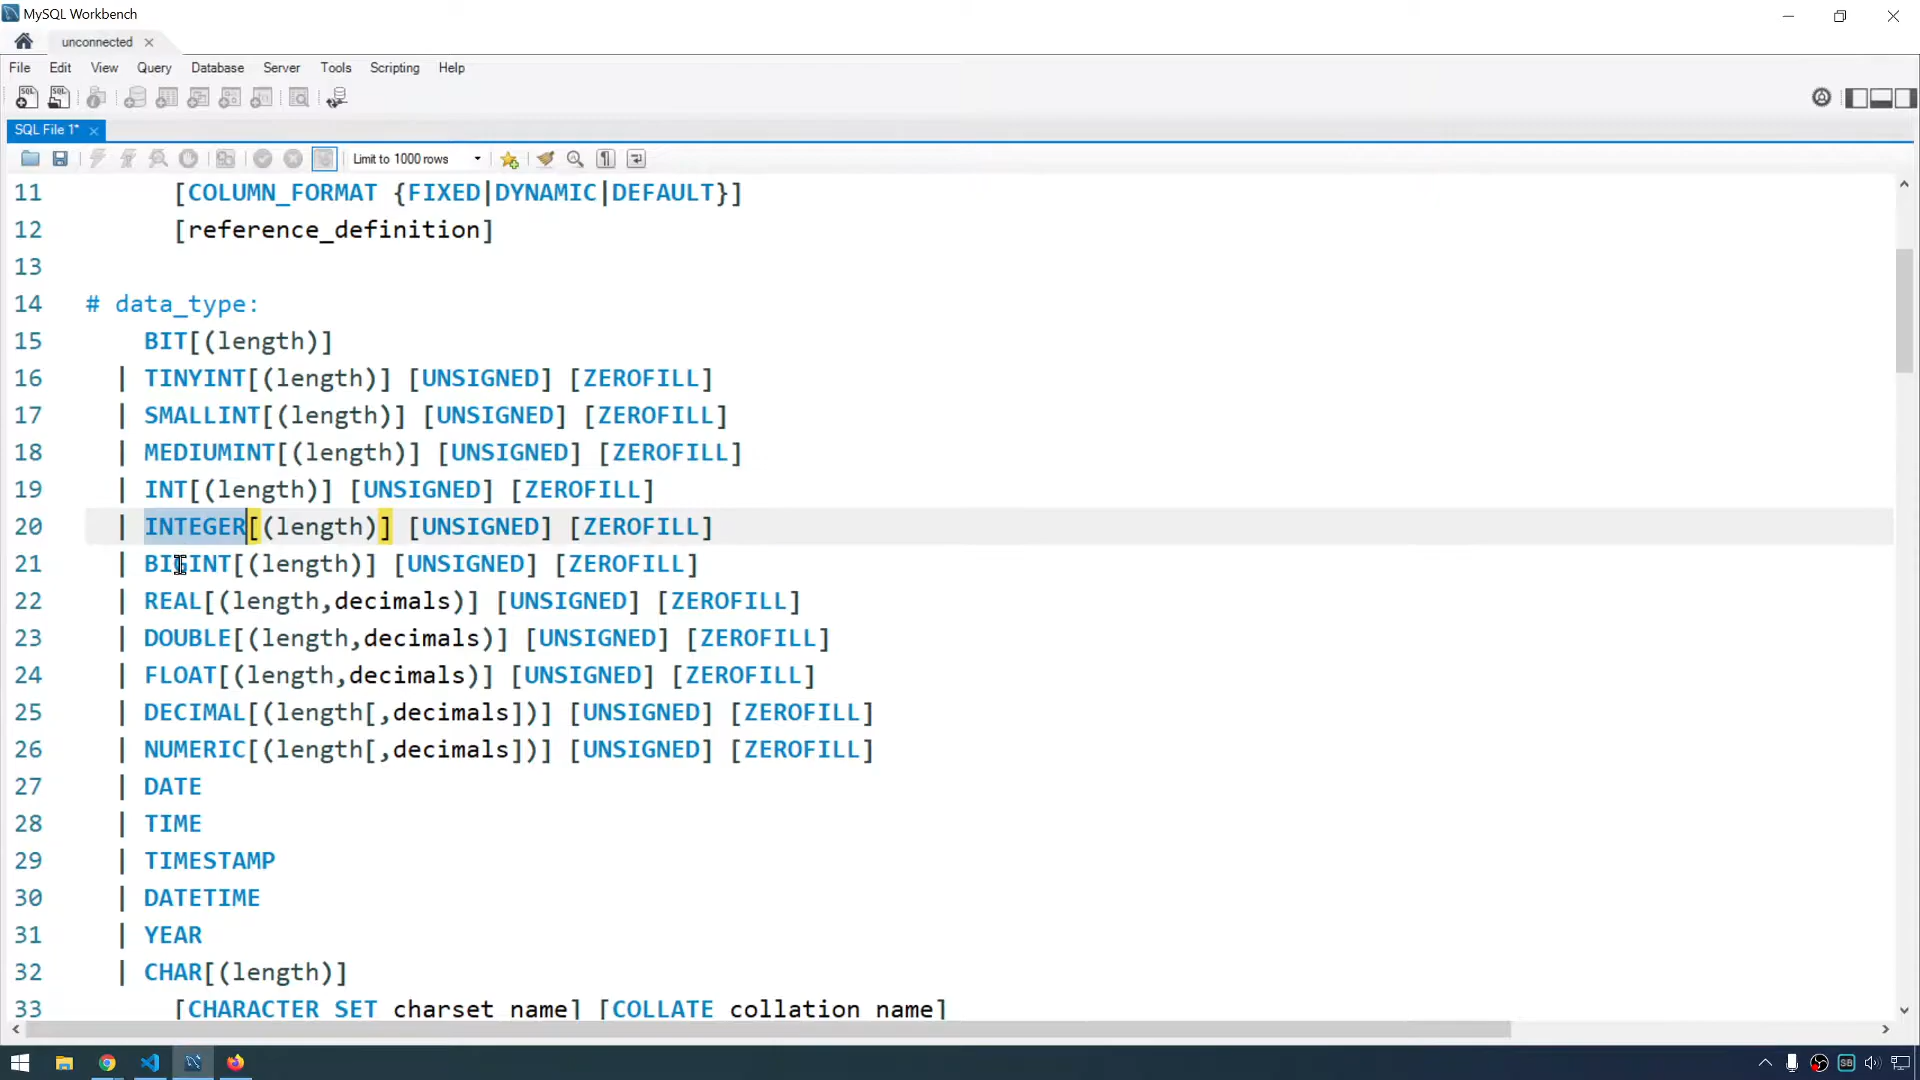 MySQL Workbench
unconnected
File Edit View Query Database Server Tools Scripting Help
SQL File 1*
Limit to 1000 rows
11 [COLUMN_FORMAT {FIXED|DYNAMIC|DEFAULT}]
12 [reference_definition]
13
14 # data_type:
15 BIT[(length)]
16 | TINYINT[(length)] [UNSIGNED] [ZEROFILL]
17 | SMALLINT[(length)] [UNSIGNED] [ZEROFILL]
18 | MEDIUMINT[(length)] [UNSIGNED] [ZEROFILL]
19 | INT[(length)] [UNSIGNED] [ZEROFILL]
20 | INTEGER[(length)] [UNSIGNED] [ZEROFILL]
21 | BIGINT[(length)] [UNSIGNED] [ZEROFILL]
22 | REAL[(length,decimals)] [UNSIGNED] [ZEROFILL]
23 | DOUBLE[(length,decimals)] [UNSIGNED] [ZEROFILL]
24 | FLOAT[(length,decimals)] [UNSIGNED] [ZEROFILL]
25 | DECIMAL[(length[,decimals])] [UNSIGNED] [ZEROFILL]
26 | NUMERIC[(length[,decimals])] [UNSIGNED] [ZEROFILL]
27 | DATE
28 | TIME
29 | TIMESTAMP
30 | DATETIME
31 | YEAR
32 | CHAR[(length)]
33 [CHARACTER SET charset_name] [COLLATE collation_name]